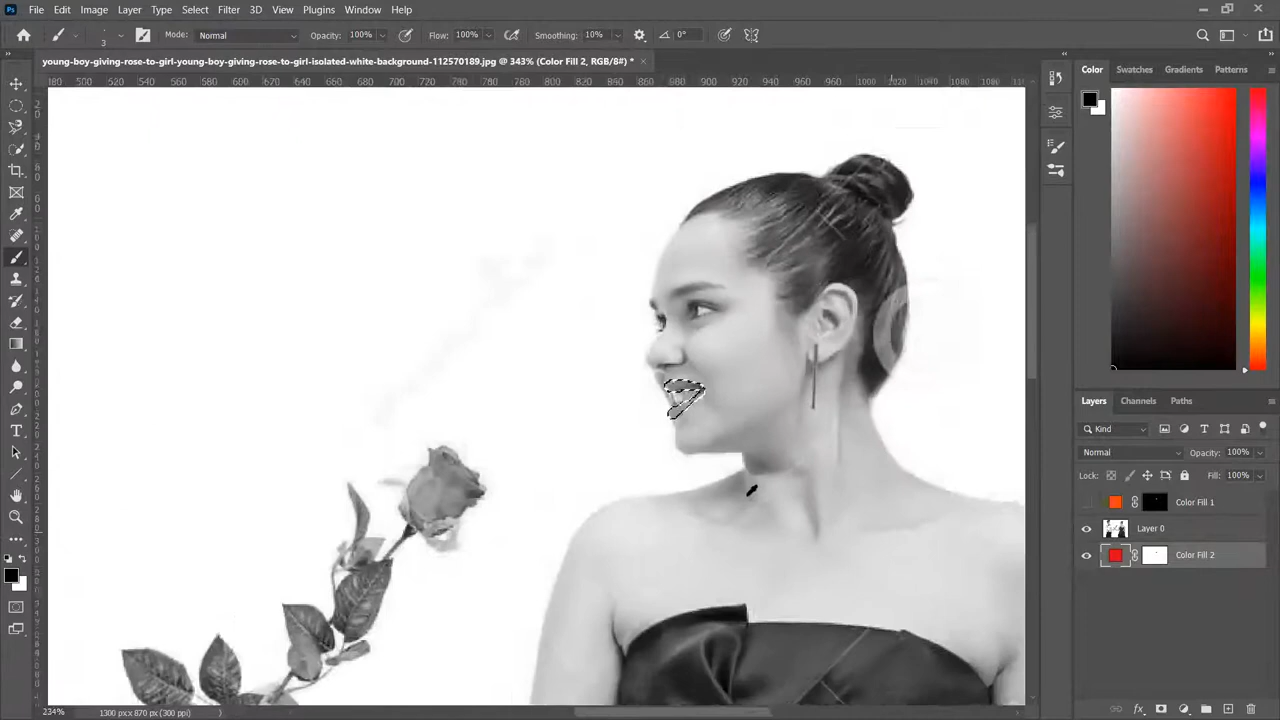 Ps File Edit Image Layer Type Select Filter 3D View Plugins Window Help
3 Mode: Normal Opacity: 100% Flow: 100% Smoothing: 10% 0°
young-boy-giving-rose-to-girl-young-boy-giving-rose-to-girl-isolated-white-background-112570189.jpg @ 343% (Color Fill 2, RGB/8#) * ×
Color Swatches Gradients Patterns
480 500 520 540 560 580 600 620 640 660 680 700 720 740 760 780 800 820 840 860 880 900 920 940 960 980 1000 1020 1040 1060 1080
Layers Channels Paths
Kind
Normal Opacity: 100%
Lock: Fill: 100%
Color Fill 1
Layer 0
Color Fill 2
234% 1300 px x 870 px (300 ppi)